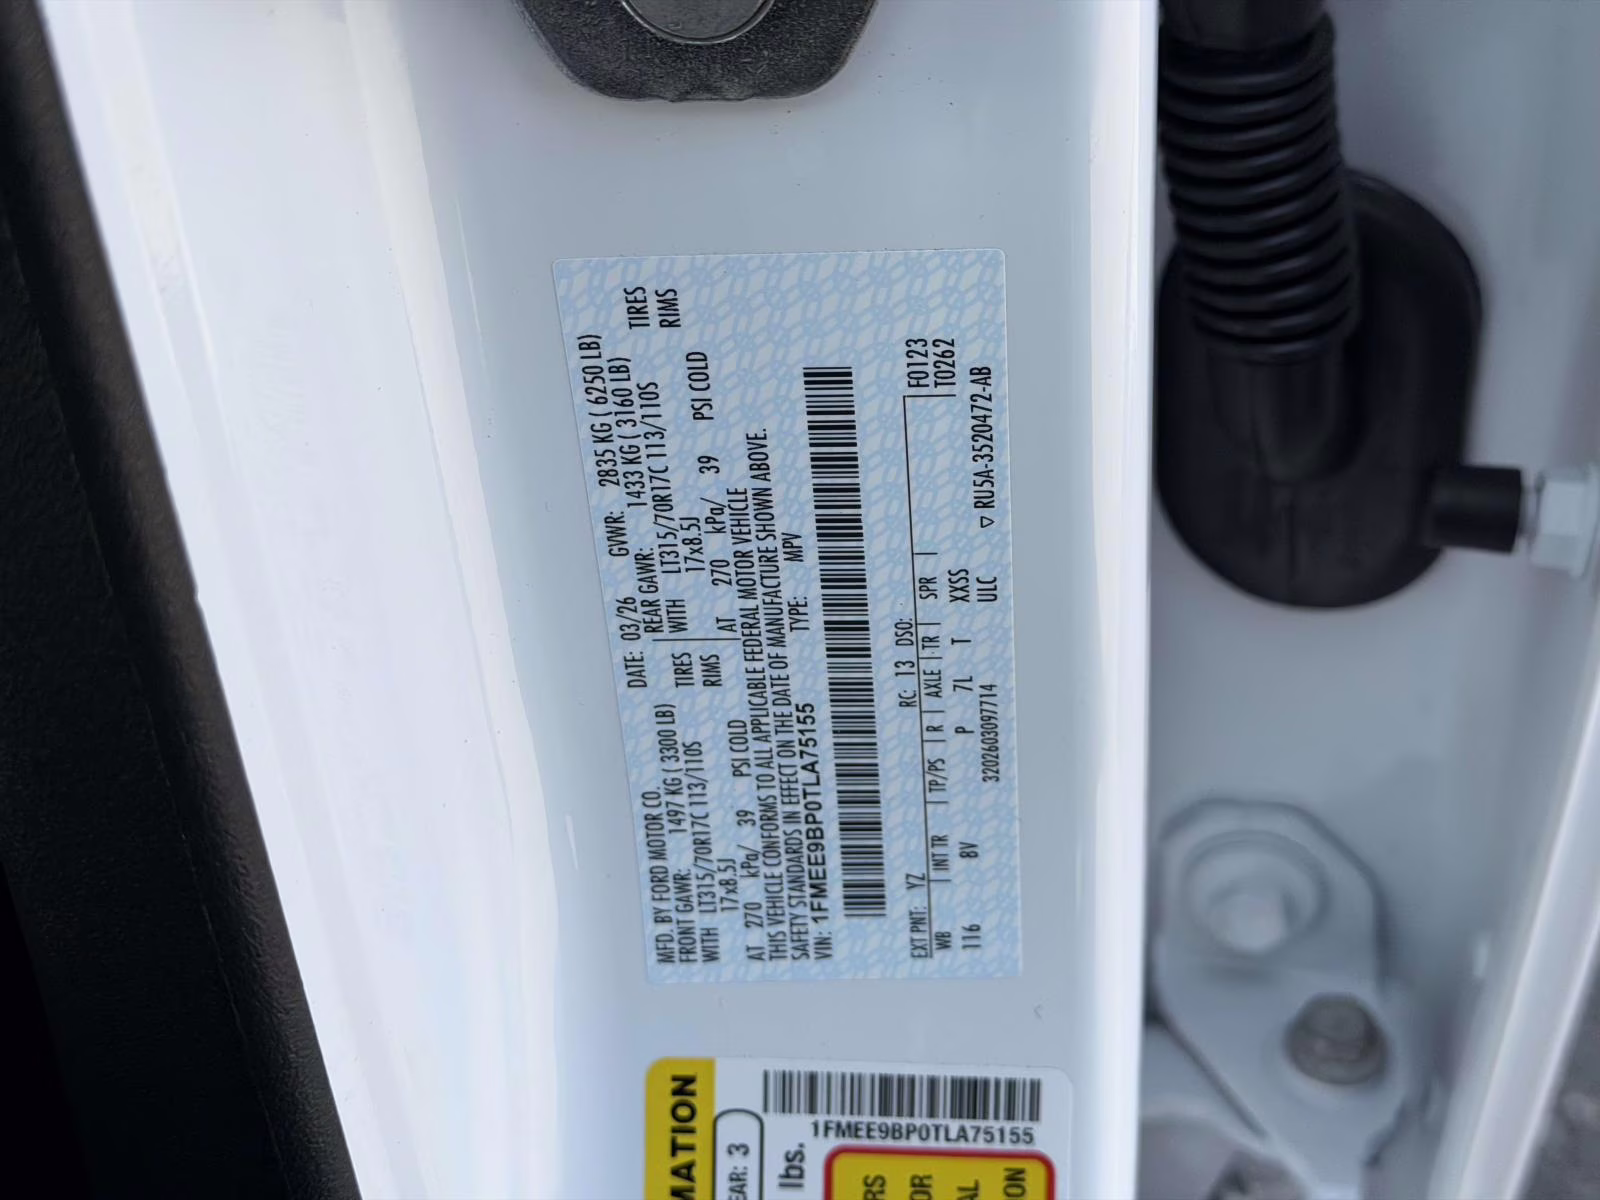 MFD. BY FORD MOTOR CO.
DATE: 03/26 GVWR: 2835 KG ( 6250 LB)
FRONT GAWR: 1497 KG ( 3300 LB)
REAR GAWR: 1433 KG ( 3160 LB)
WITH LT315/70R17C 113/110S TIRES
WITH LT315/70R17C 113/110S TIRES
17x8.5J RIMS
17x8.5J RIMS
AT 270 kPa/ 39 PSI COLD
AT 270 kPa/ 39 PSI COLD
THIS VEHICLE CONFORMS TO ALL APPLICABLE FEDERAL MOTOR VEHICLE
SAFETY STANDARDS IN EFFECT ON THE DATE OF MANUFACTURE SHOWN ABOVE.
VIN: 1FMEE9BP0TLA75155 TYPE: MPV
EXT PNT: YZ RC: 13 DSO: F0123
WB INT TR TP/PS R AXLE TR SPR T0262
116 8V P 7L T XXSS
3202603097714 ULC ▽ RU5A-3520472-AB
MATION
EAR: 3
lbs.
1FMEE9BP0TLA75155
RS
OR
AL
ION